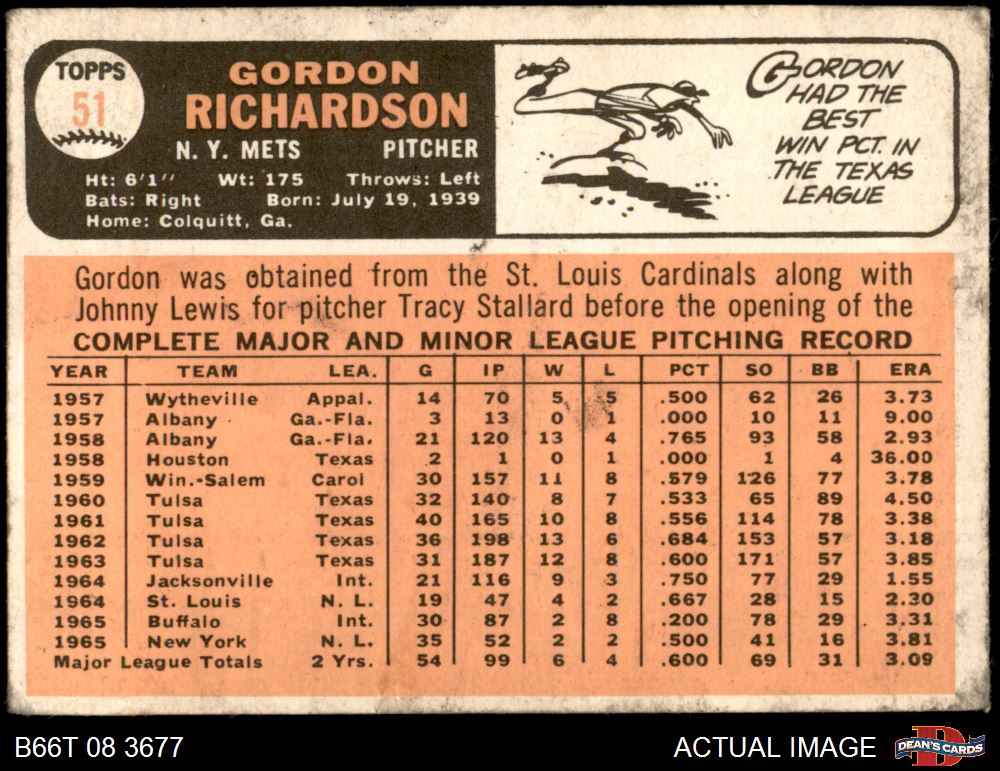 TOPPS
51
GORDON
RICHARDSON
N. Y. METS PITCHER
Ht: 6'1" Wt: 175 Throws: Left
Bats: Right Born: July 19, 1939
Home: Colquitt, Ga.
GORDON
HAD THE
BEST
WIN PCT. IN
THE TEXAS
LEAGUE
Gordon was obtained from the St. Louis Cardinals along with
Johnny Lewis for pitcher Tracy Stallard before the opening of the
COMPLETE MAJOR AND MINOR LEAGUE PITCHING RECORD
YEAR TEAM LEA. G IP W L PCT SO BB ERA
1957 Wytheville Appal. 14 70 5 5 .500 62 26 3.73
1957 Albany Ga.-Fla. 3 13 0 1 .000 10 11 9.00
1958 Albany Ga.-Fla. 21 120 13 4 .765 93 58 2.93
1958 Houston Texas 2 1 0 1 .000 1 4 36.00
1959 Win.-Salem Carol 30 157 11 8 .579 126 77 3.78
1960 Tulsa Texas 32 140 8 7 .533 65 89 4.50
1961 Tulsa Texas 40 165 10 8 .556 114 78 3.38
1962 Tulsa Texas 36 198 13 6 .684 153 57 3.18
1963 Tulsa Texas 31 187 12 8 .600 171 57 3.85
1964 Jacksonville Int. 21 116 9 3 .750 77 29 1.55
1964 St. Louis N. L. 19 47 4 2 .667 28 15 2.30
1965 Buffalo Int. 30 87 2 8 .200 78 29 3.31
1965 New York N. L. 35 52 2 2 .500 41 16 3.81
Major League Totals 2 Yrs. 54 99 6 4 .600 69 31 3.09
B66T 08 3677 ACTUAL IMAGE DEAN'S CARDS